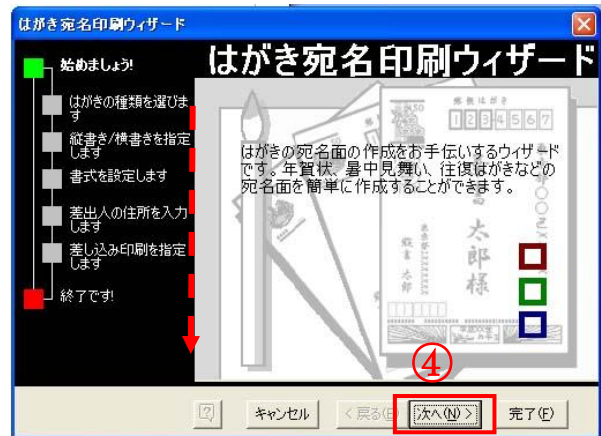 はがき宛名印刷ウィザード
はがき宛名印刷ウィザード
始めましょう!
はがきの種類を選びま
す
縦書き/横書きを指定
します
書式を設定します
差出人の住所を入力
します
差し込み印刷を指定
します
終了です!
郵便はがき
1234567
はがきの宛名面の作成をお手伝いするウィザード
です。年賀状、暑中見舞い、往復はがきなどの
宛名面を簡単に作成することができます。
太郎様
④
キャンセル
< 戻る(B)
次へ(N) >
完了(F)